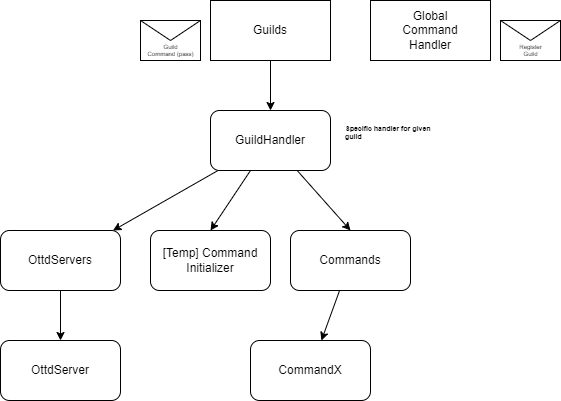 Guild
Command (pass)
Guilds
Global
Command
Handler
Register
Guild
GuildHandler
Specific handler for given
guild
OttdServers
[Temp] Command
Initializer
Commands
OttdServer
CommandX